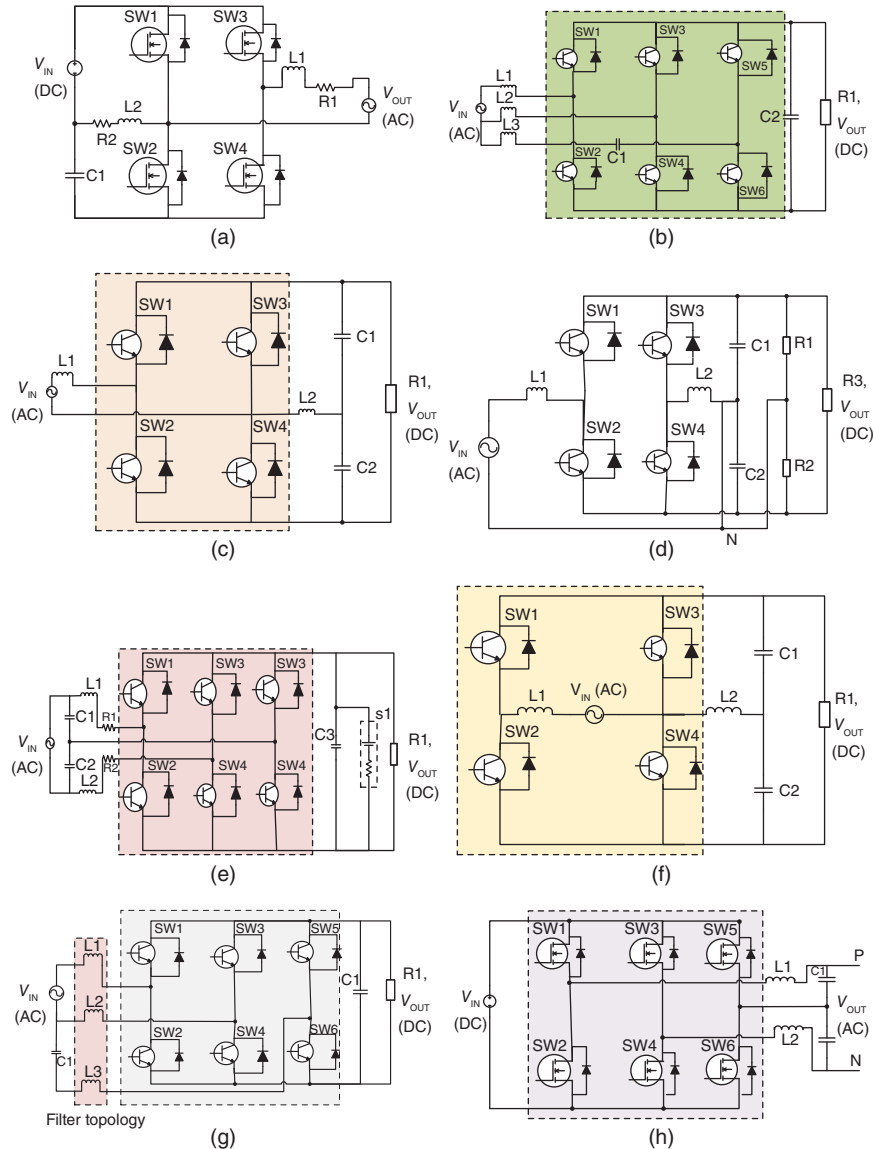 SW1
SW3
V_IN
(DC)
L1
R1
V_OUT
(AC)
L2
R2
SW2
SW4
C1
(a)
SW1
SW3
SW5
L1
V_IN
L2
(AC)
L3
C1
C2
R1,
V_OUT
(DC)
SW2
SW4
SW6
(b)
SW1
SW3
C1
L1
V_IN
(AC)
L2
R1,
V_OUT
(DC)
SW2
SW4
C2
(c)
SW1
SW3
C1
R1
L1
L2
R3,
V_OUT
(DC)
V_IN
(AC)
SW2
SW4
C2
R2
N
(d)
SW1
SW3
SW3
L1
C1
R1
s1
C3
V_IN
(AC)
R1,
V_OUT
(DC)
C2
R2
L2
SW2
SW4
SW4
(e)
SW1
SW3
C1
L1
V_IN (AC)
L2
R1,
V_OUT
(DC)
SW2
SW4
C2
(f)
SW1
SW3
SW5
L1
V_IN
(AC)
L2
C1
R1,
V_OUT
(DC)
SW2
SW4
SW6
C1
L3
Filter topology
(g)
SW1
SW3
SW5
P
L1
C1
V_IN
(DC)
V_OUT
(AC)
L2
SW2
SW4
SW6
N
(h)